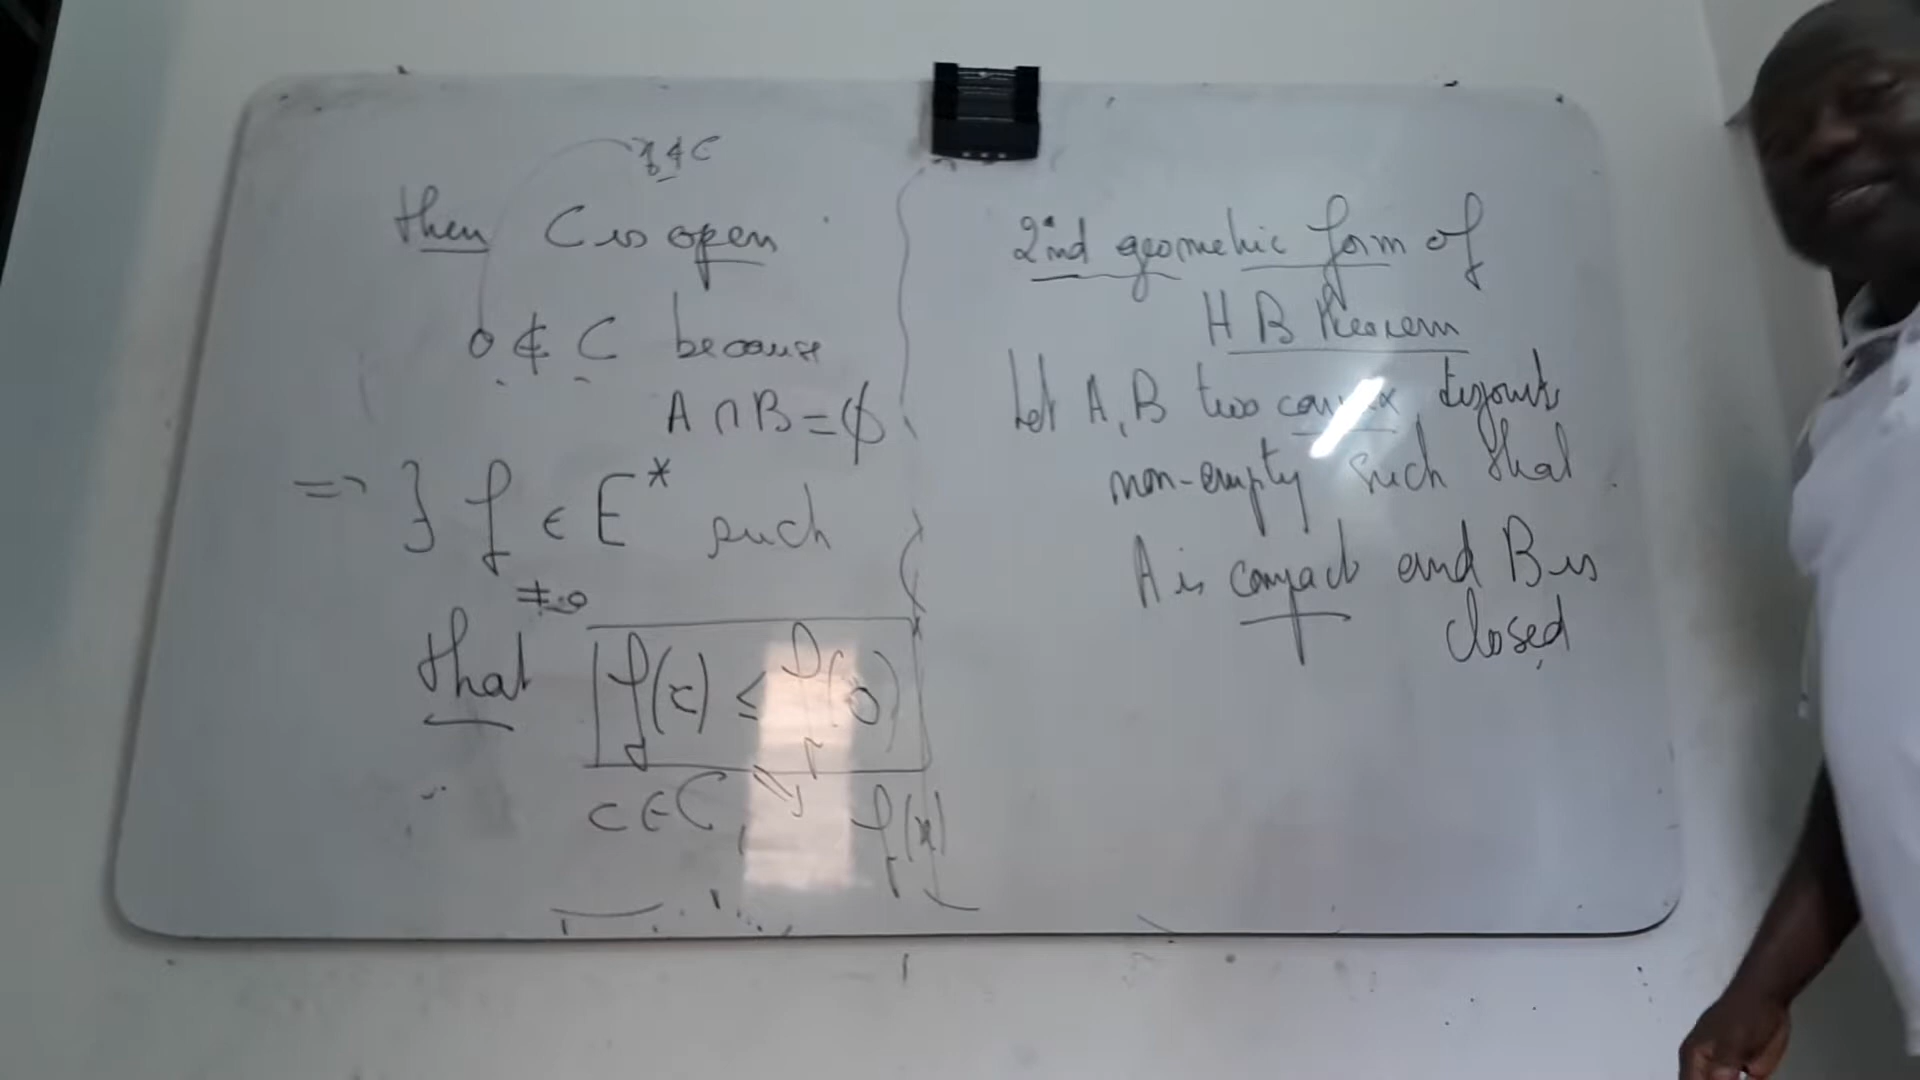 then C is open
0 ∉ C because
A ∩ B = ∅
=> ∃ f ∈ E* such
≠ 0
that f(c) ≤ f(0)
c ∈ C,
f(x)
2nd geometric form of
H B theorem
Let A, B two convex disjoint
non-empty such that
A is compact and B is
closed